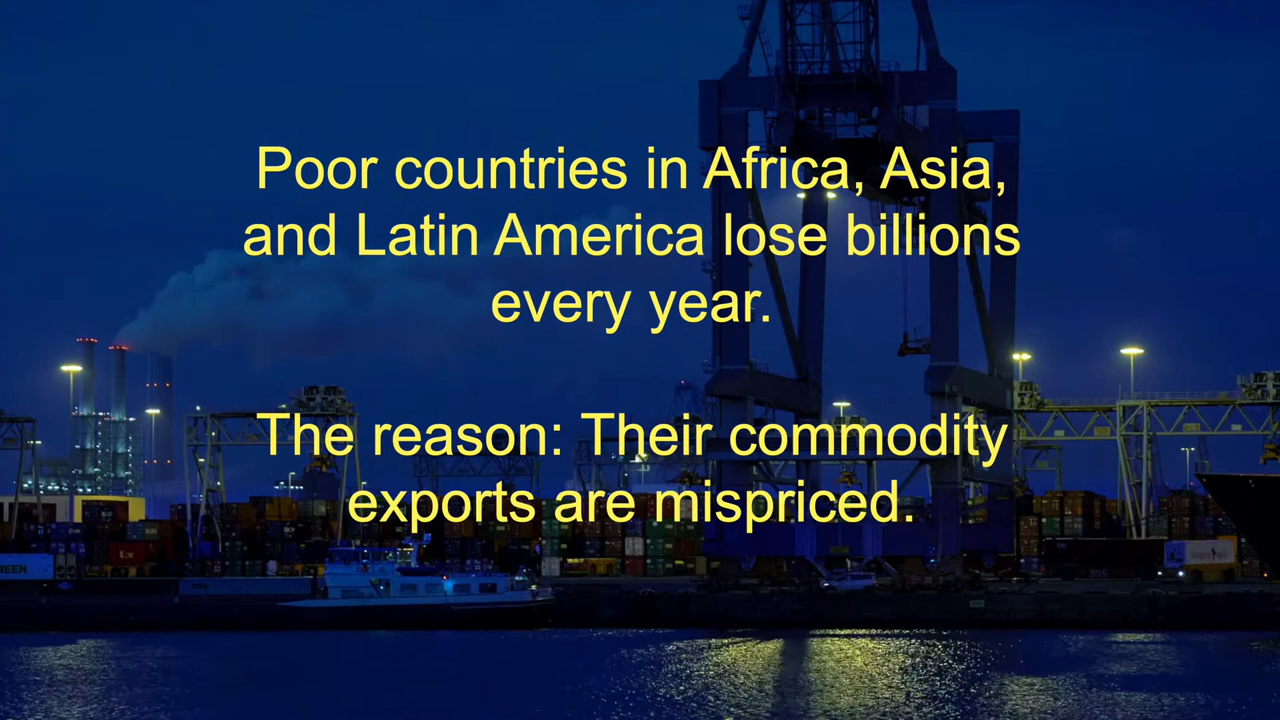 Poor countries in Africa, Asia,
and Latin America lose billions
every year.
The reason: Their commodity
exports are mispriced.
REEN